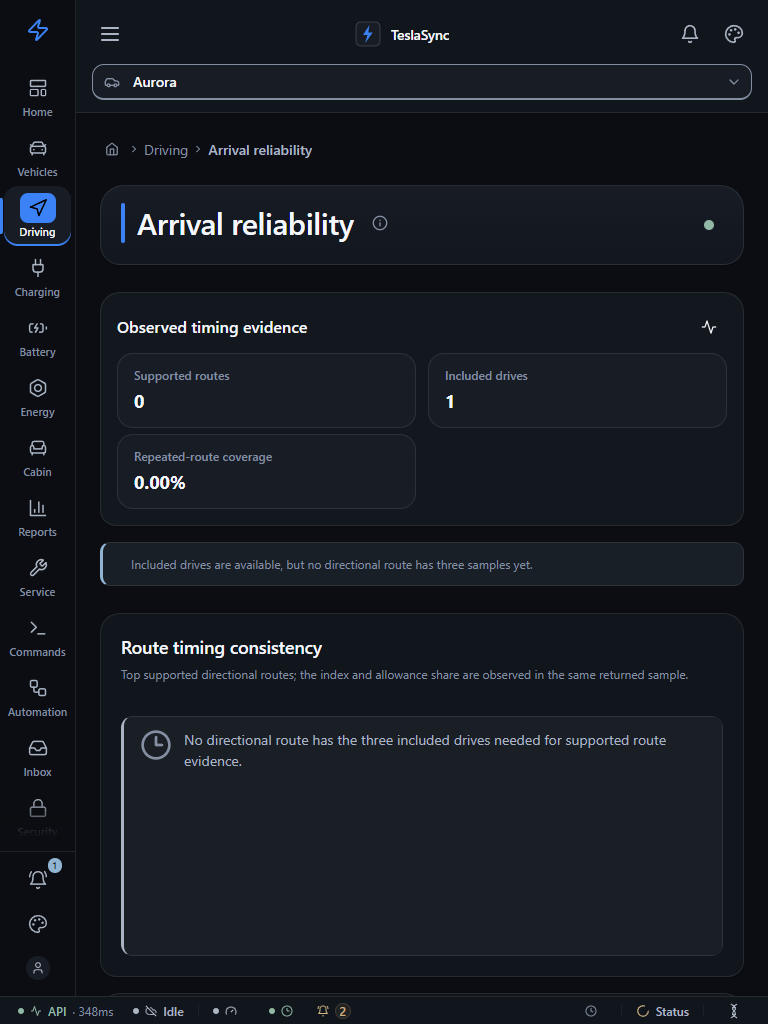 TeslaSync
Aurora
Home
Vehicles
Driving
Charging
Battery
Energy
Cabin
Reports
Service
Commands
Automation
Inbox
Security
1
Driving
Arrival reliability
Arrival reliability
Observed timing evidence
Supported routes
0
Included drives
1
Repeated-route coverage
0.00%
Included drives are available, but no directional route has three samples yet.
Route timing consistency
Top supported directional routes; the index and allowance share are observed in the same returned sample.
No directional route has the three included drives needed for supported route
evidence.
API · 348ms
Idle
2
Status